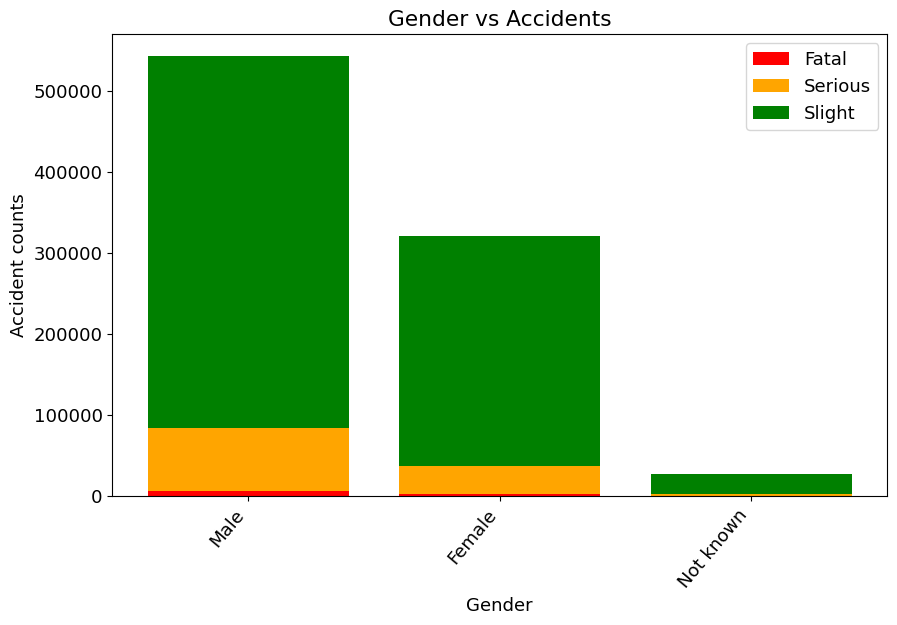 Gender vs Accidents
Fatal
Serious
Slight
500000
400000
300000
200000
100000
0
Accident counts
Male
Female
Not known
Gender